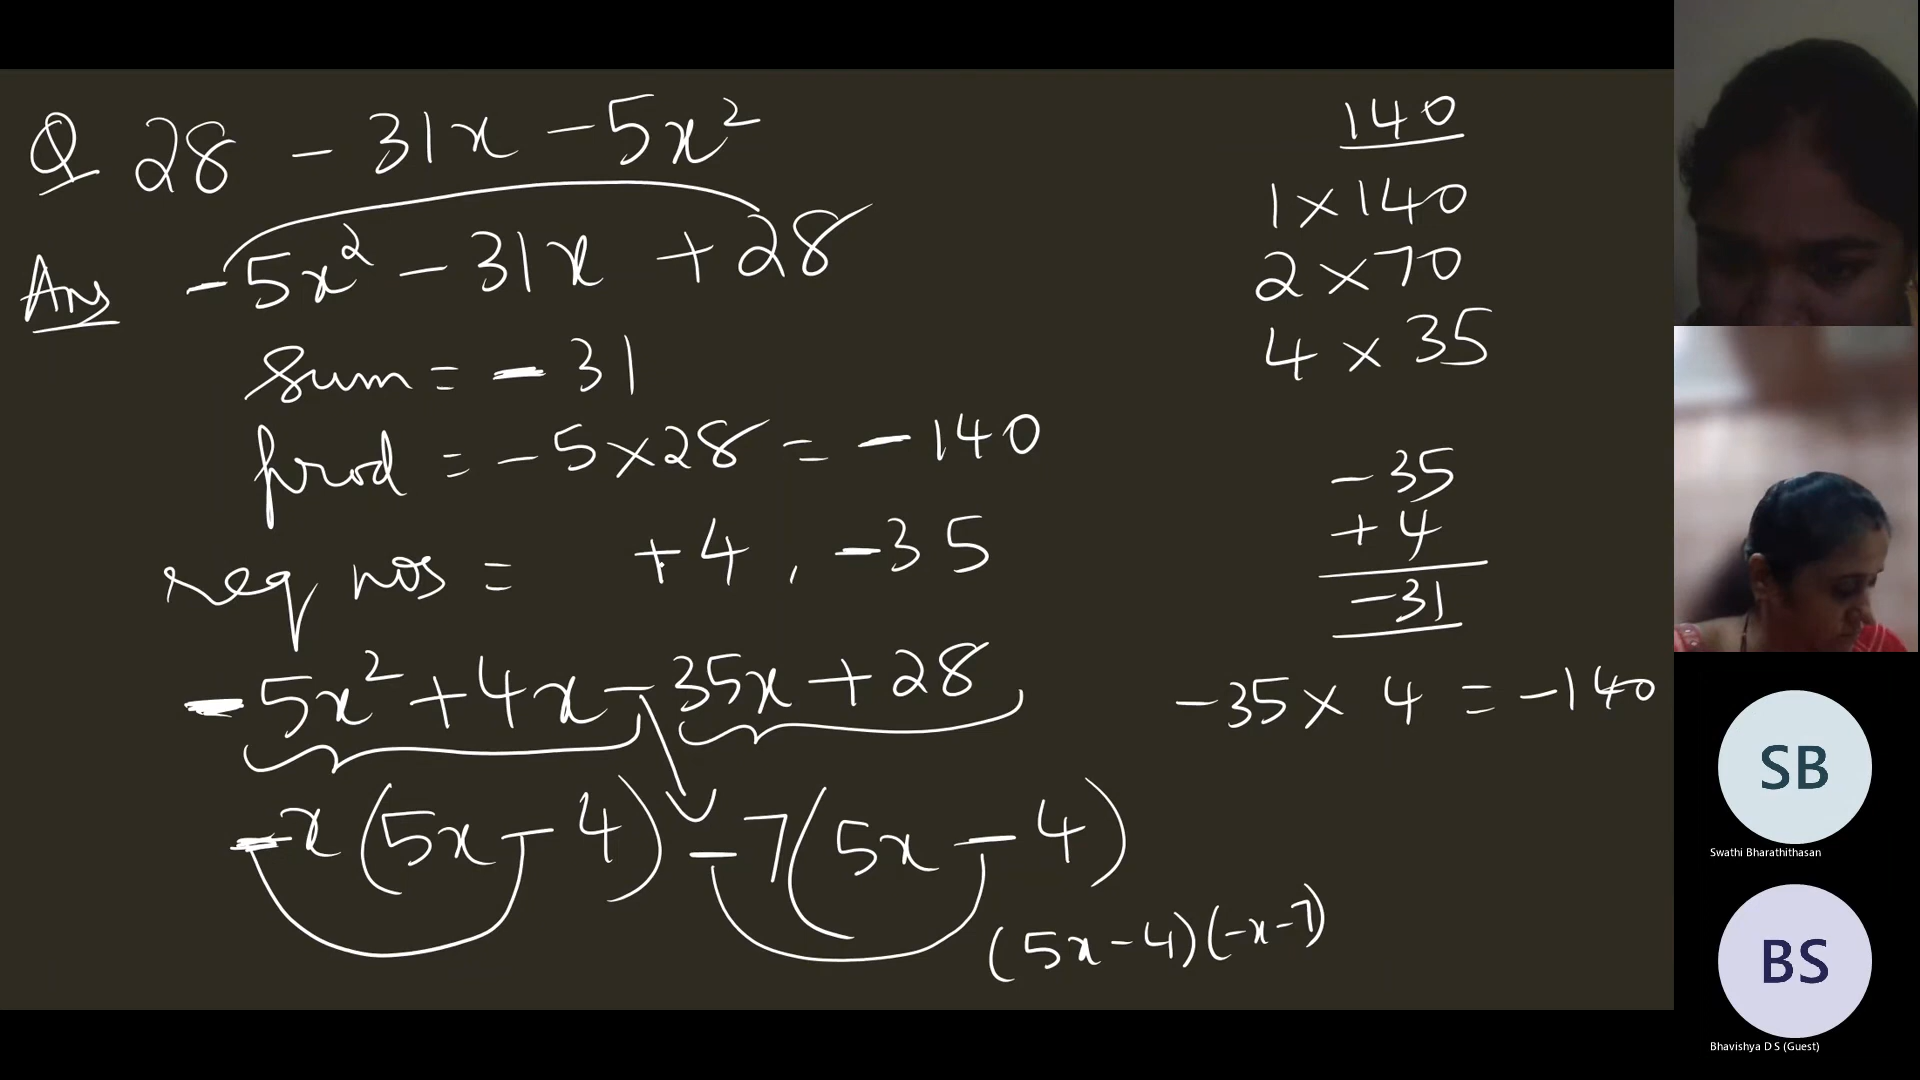 Q 28 - 31x - 5x²
Ans -5x² - 31x + 28
Sum = - 31
prod = - 5 × 28 = - 140
req nos = +4 , -35
-5x² + 4x - 35x + 28
-x(5x - 4) - 7(5x - 4)
(5x - 4)(-x - 7)
140
1 × 140
2 × 70
4 × 35
- 35
+ 4
- 31
-35 × 4 = -140
SB
Swathi Bharathithasan
BS
Bhavishya D S (Guest)